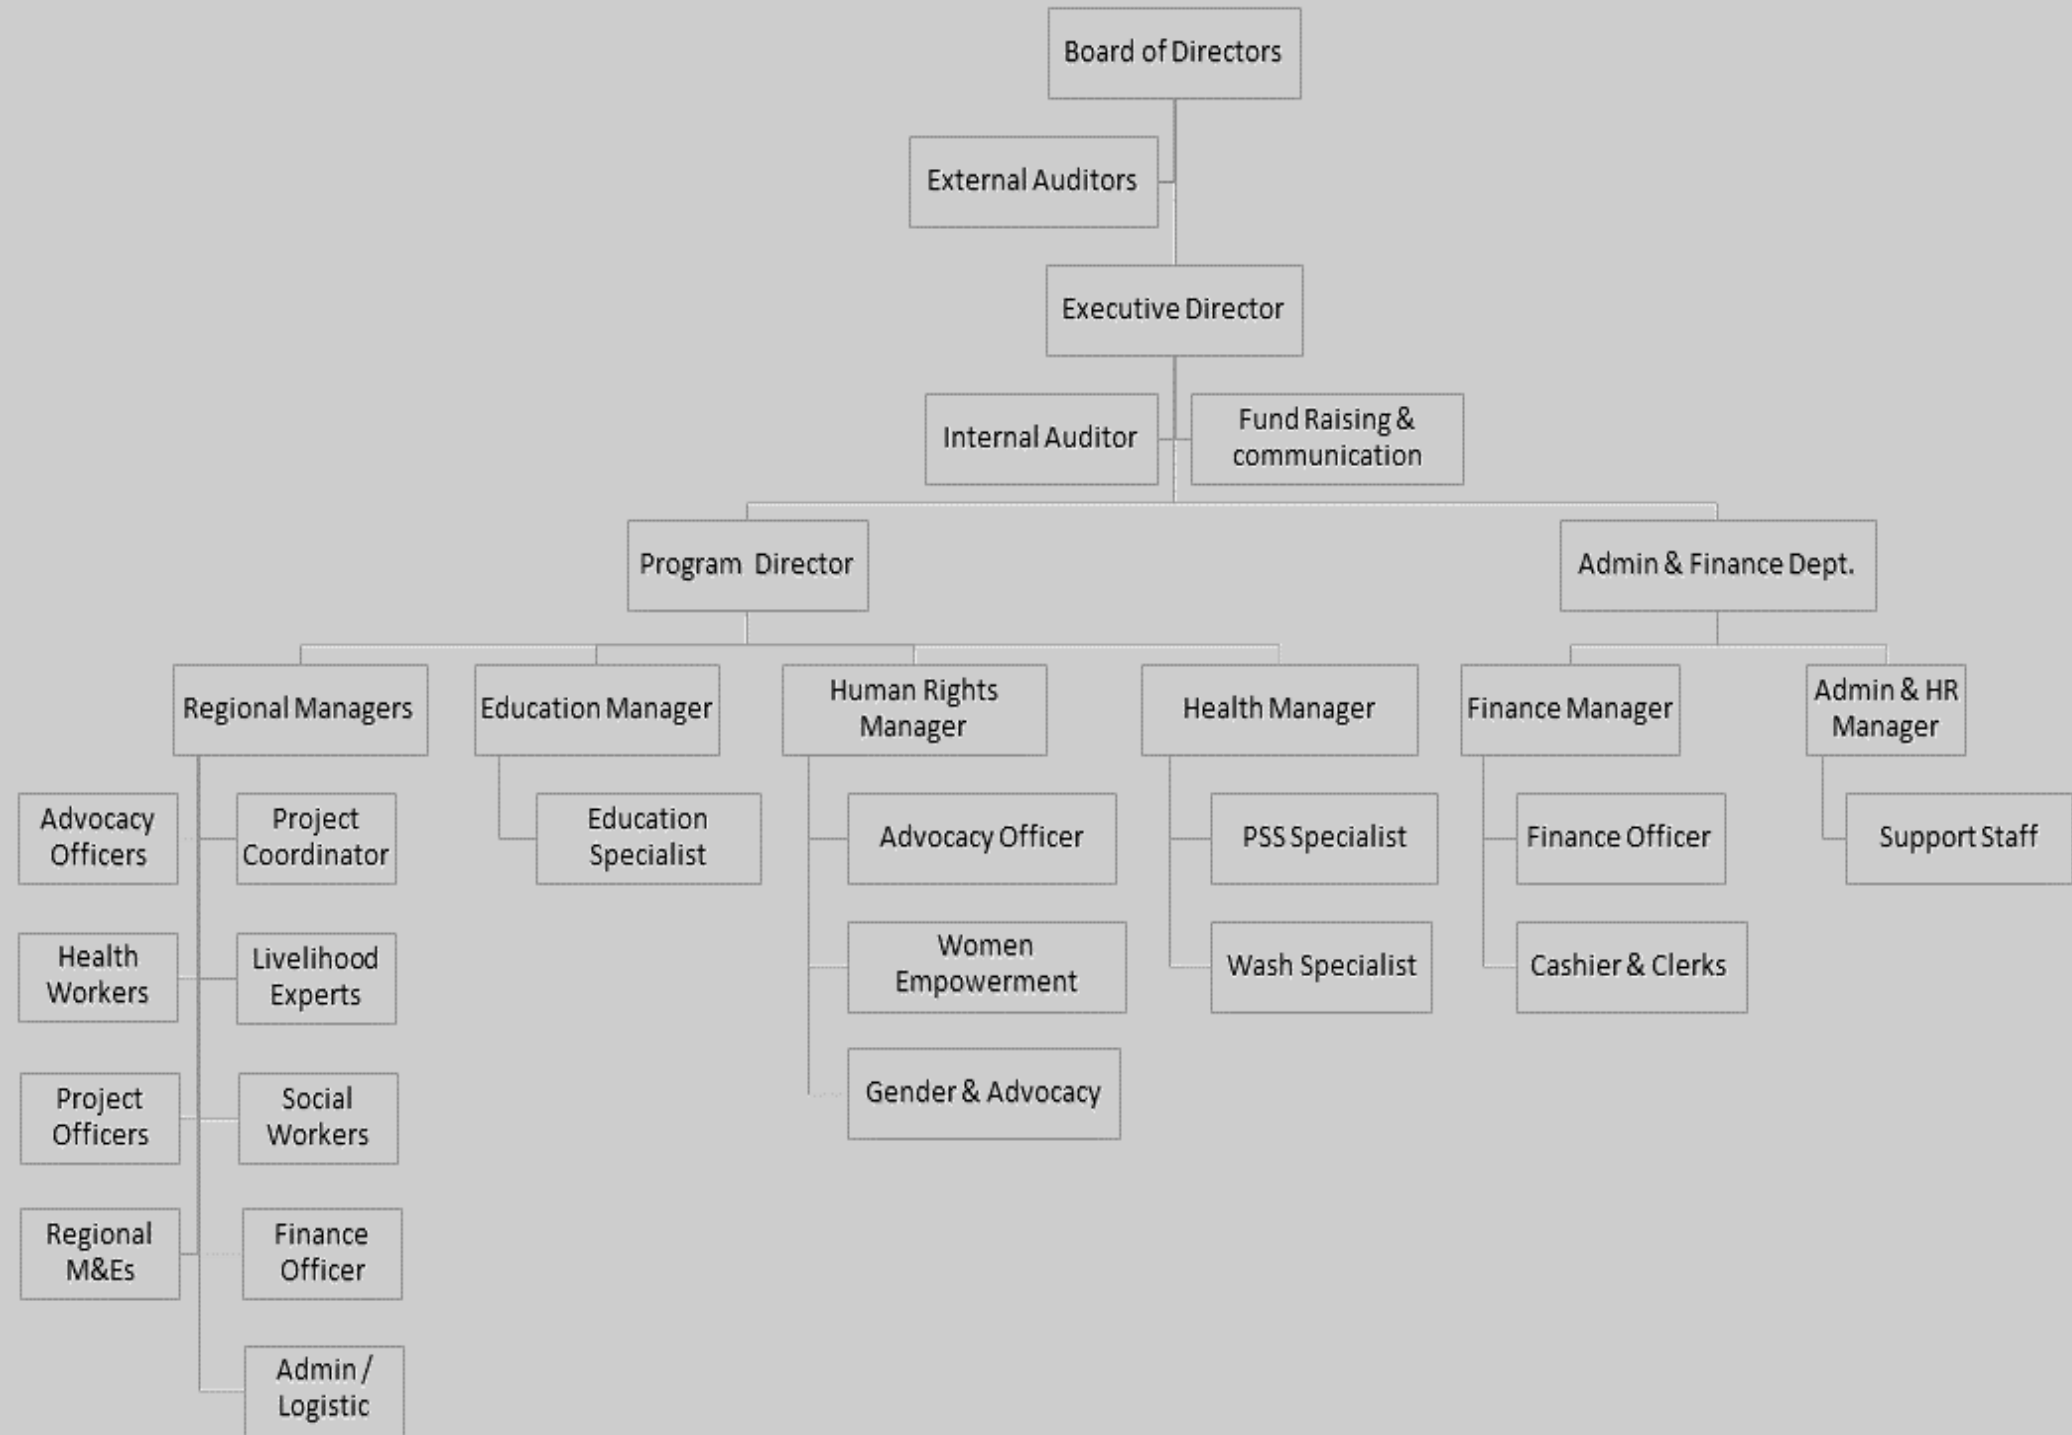 Board of Directors
External Auditors
Executive Director
Internal Auditor
Fund Raising &
communication
Program Director
Admin & Finance Dept.
Regional Managers
Education Manager
Human Rights
Manager
Health Manager
Finance Manager
Admin & HR
Manager
Advocacy
Officers
Project
Coordinator
Education
Specialist
Advocacy Officer
PSS Specialist
Finance Officer
Support Staff
Health
Workers
Livelihood
Experts
Women
Empowerment
Wash Specialist
Cashier & Clerks
Project
Officers
Social
Workers
Gender & Advocacy
Regional
M&Es
Finance
Officer
Admin /
Logistic